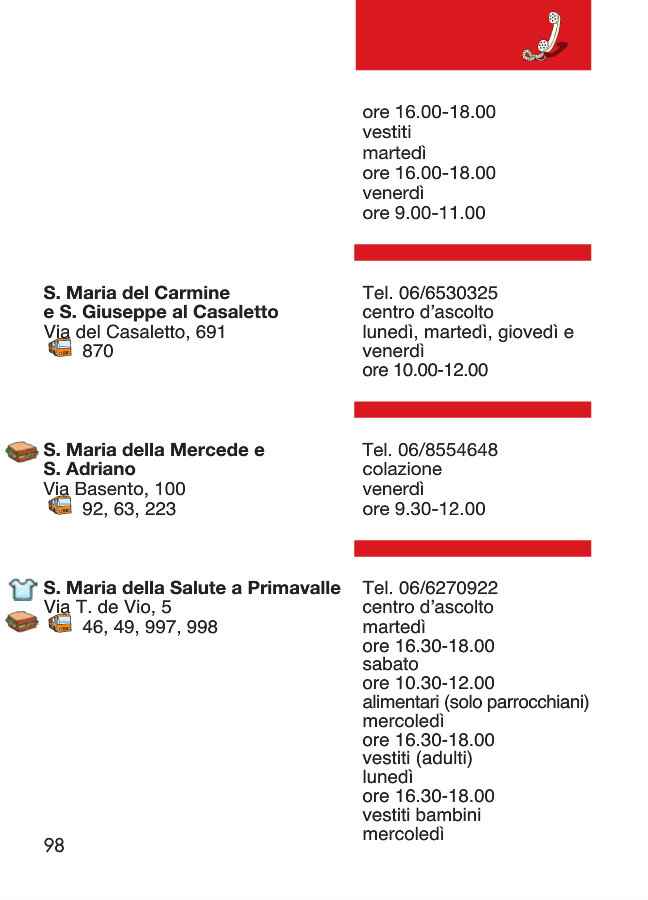 ore 16.00-18.00
vestiti
martedì
ore 16.00-18.00
venerdì
ore 9.00-11.00
S. Maria del Carmine
e S. Giuseppe al Casaletto
Via del Casaletto, 691
870
Tel. 06/6530325
centro d'ascolto
lunedì, martedì, giovedì e
venerdì
ore 10.00-12.00
S. Maria della Mercede e
S. Adriano
Via Basento, 100
92, 63, 223
Tel. 06/8554648
colazione
venerdì
ore 9.30-12.00
S. Maria della Salute a Primavalle
Via T. de Vio, 5
46, 49, 997, 998
Tel. 06/6270922
centro d'ascolto
martedì
ore 16.30-18.00
sabato
ore 10.30-12.00
alimentari (solo parrocchiani)
mercoledì
ore 16.30-18.00
vestiti (adulti)
lunedì
ore 16.30-18.00
vestiti bambini
mercoledì
98